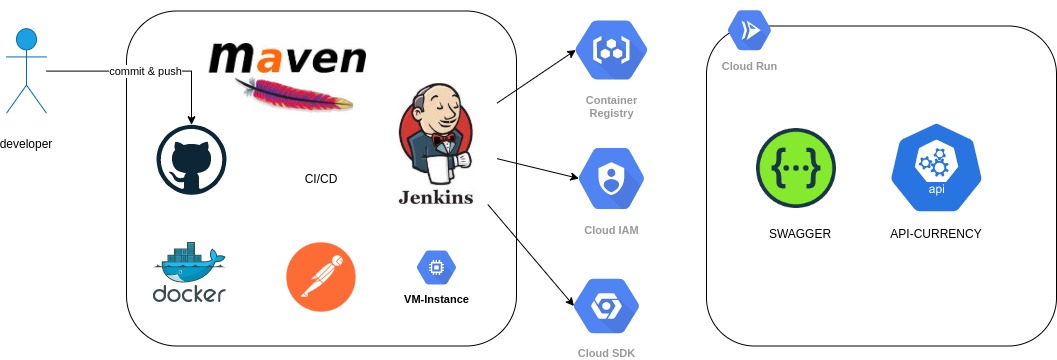 maven
Cloud Run
commit & push
Container
Registry
developer
CI/CD
Jenkins
api
Cloud IAM
SWAGGER
API-CURRENCY
docker
VM-Instance
Cloud SDK